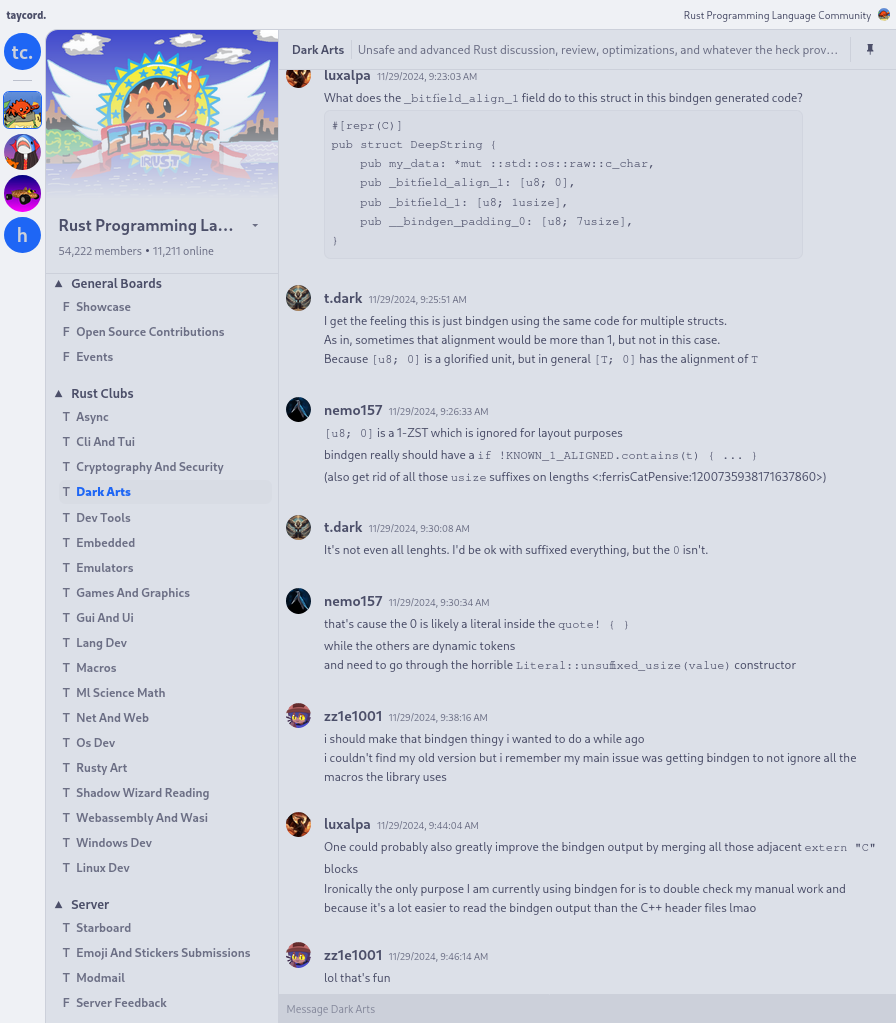 taycord.
Rust Programming Language Community
tc.
h
FERRIS
RUST
Rust Programming La...
54,222 members • 11,211 online
▲ General Boards
F Showcase
F Open Source Contributions
F Events
▲ Rust Clubs
T Async
T Cli And Tui
T Cryptography And Security
T Dark Arts
T Dev Tools
T Embedded
T Emulators
T Games And Graphics
T Gui And Ui
T Lang Dev
T Macros
T Ml Science Math
T Net And Web
T Os Dev
T Rusty Art
T Shadow Wizard Reading
T Webassembly And Wasi
T Windows Dev
T Linux Dev
▲ Server
T Starboard
T Emoji And Stickers Submissions
T Modmail
F Server Feedback
Dark Arts Unsafe and advanced Rust discussion, review, optimizations, and whatever the heck prov...
luxalpa 11/29/2024, 9:23:03 AM
What does the _bitfield_align_1 field do to this struct in this bindgen generated code?
#[repr(C)]
pub struct DeepString {
    pub my_data: *mut ::std::os::raw::c_char,
    pub _bitfield_align_1: [u8; 0],
    pub _bitfield_1: [u8; 1usize],
    pub __bindgen_padding_0: [u8; 7usize],
}
t.dark 11/29/2024, 9:25:51 AM
I get the feeling this is just bindgen using the same code for multiple structs.
As in, sometimes that alignment would be more than 1, but not in this case.
Because [u8; 0] is a glorified unit, but in general [T; 0] has the alignment of T
nemo157 11/29/2024, 9:26:33 AM
[u8; 0] is a 1-ZST which is ignored for layout purposes
bindgen really should have a if !KNOWN_1_ALIGNED.contains(t) { ... }
(also get rid of all those usize suffixes on lengths <:ferrisCatPensive:1200735938171637860>)
t.dark 11/29/2024, 9:30:08 AM
It's not even all lenghts. I'd be ok with suffixed everything, but the 0 isn't.
nemo157 11/29/2024, 9:30:34 AM
that's cause the 0 is likely a literal inside the quote! { }
while the others are dynamic tokens
and need to go through the horrible Literal::unsuffixed_usize(value) constructor
zz1e1001 11/29/2024, 9:38:16 AM
i should make that bindgen thingy i wanted to do a while ago
i couldn't find my old version but i remember my main issue was getting bindgen to not ignore all the
macros the library uses
luxalpa 11/29/2024, 9:44:04 AM
One could probably also greatly improve the bindgen output by merging all those adjacent extern "C"
blocks
Ironically the only purpose I am currently using bindgen for is to double check my manual work and
because it's a lot easier to read the bindgen output than the C++ header files lmao
zz1e1001 11/29/2024, 9:46:14 AM
lol that's fun
Message Dark Arts